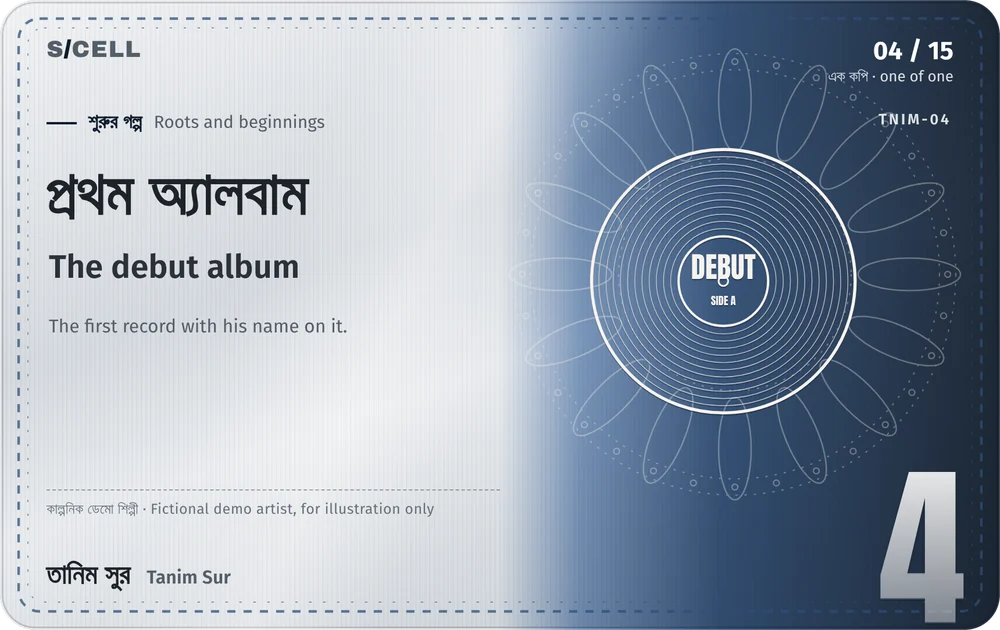 S/CELL
04 / 15
এক কপি · one of one
TNIM-04
শুরুর গল্প Roots and beginnings
প্রথম অ্যালবাম
The debut album
The first record with his name on it.
DEBUT
SIDE A
কাল্পনিক ডেমো শিল্পী · Fictional demo artist, for illustration only
তানিম সুর Tanim Sur
4